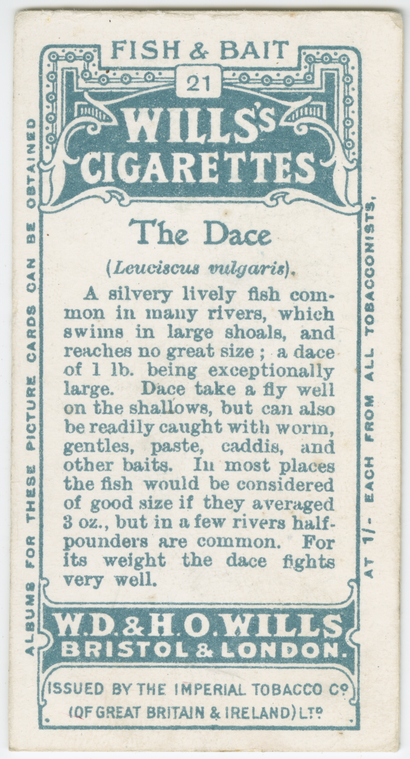 FISH & BAIT
21
WILLS'S
CIGARETTES
The Dace
(Leuciscus vulgaris).
A silvery lively fish com-
mon in many rivers, which
swims in large shoals, and
reaches no great size; a dace
of 1 lb. being exceptionally
large. Dace take a fly well
on the shallows, but can also
be readily caught with worm,
gentles, paste, caddis, and
other baits. In most places
the fish would be considered
of good size if they averaged
3 oz., but in a few rivers half-
pounders are common. For
its weight the dace fights
very well.
W.D. & H.O. WILLS
BRISTOL & LONDON.
ISSUED BY THE IMPERIAL TOBACCO Co.
(OF GREAT BRITAIN & IRELAND) LTD.
ALBUMS FOR THESE PICTURE CARDS CAN BE OBTAINED
AT 1/- EACH FROM ALL TOBACCONISTS,